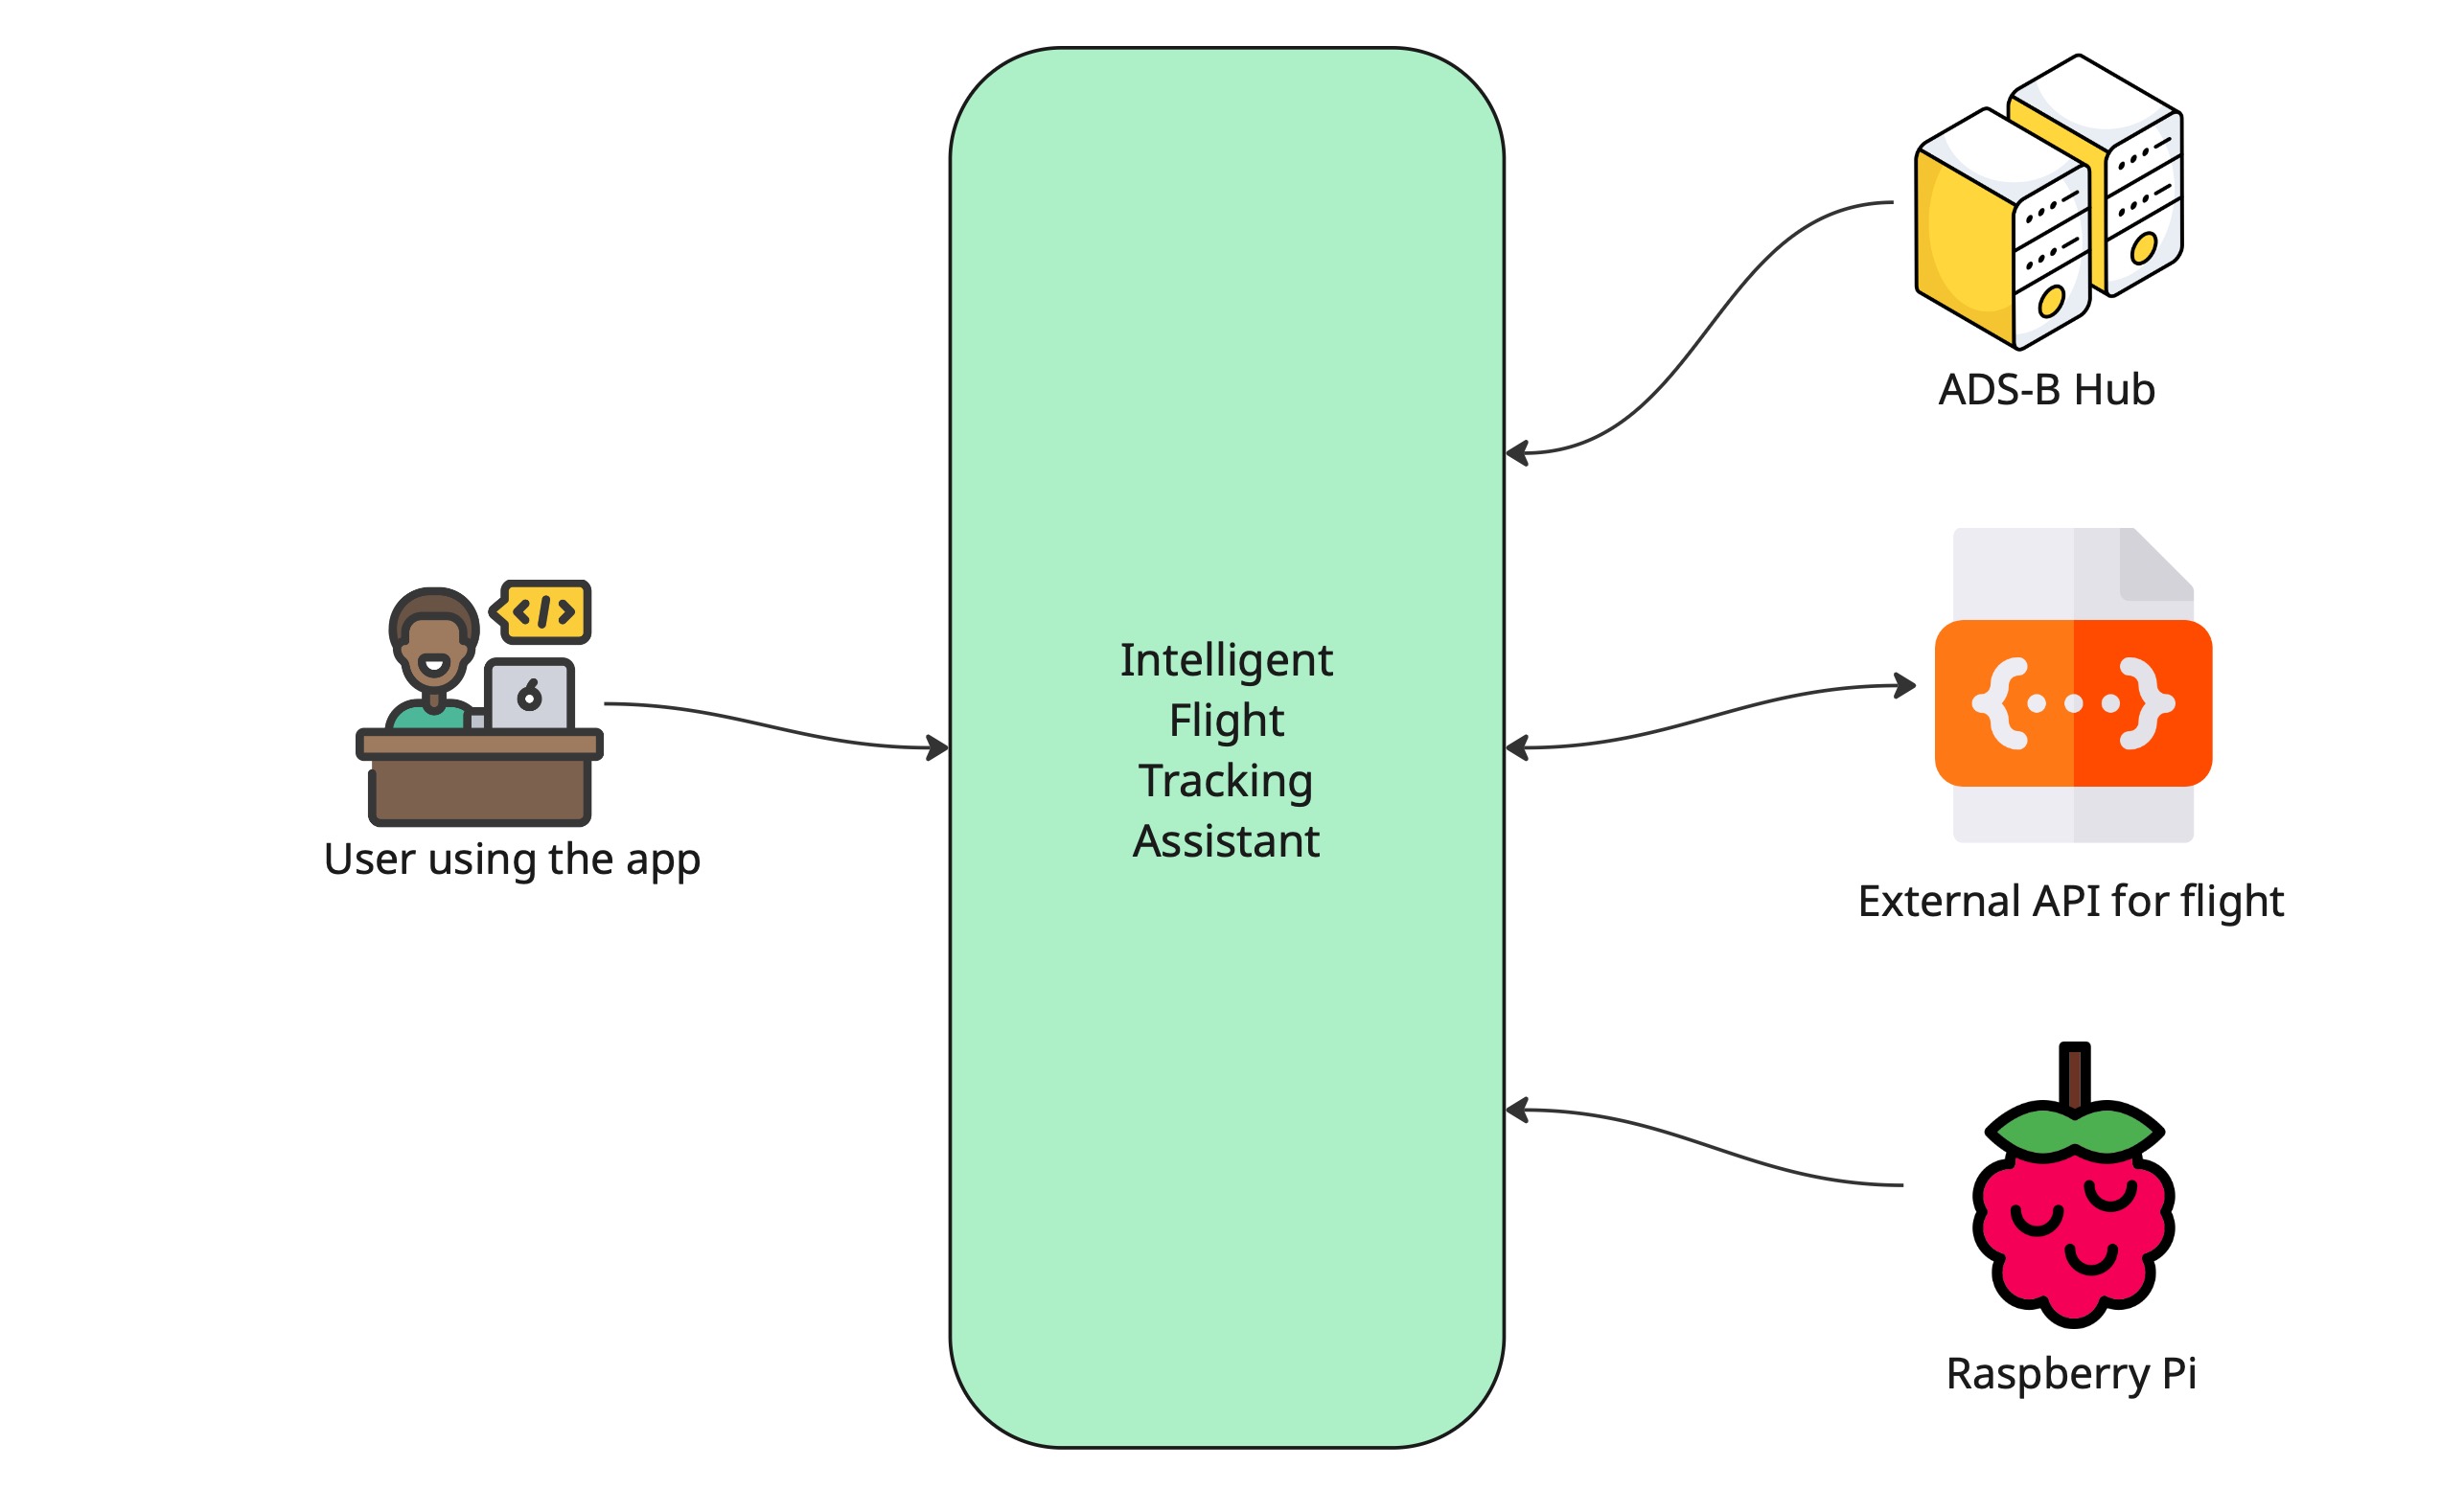 ADS-B Hub
Intelligent
Flight
Tracking
Assistant
</>
User using the app
{...}
External API for flight
Raspberry Pi